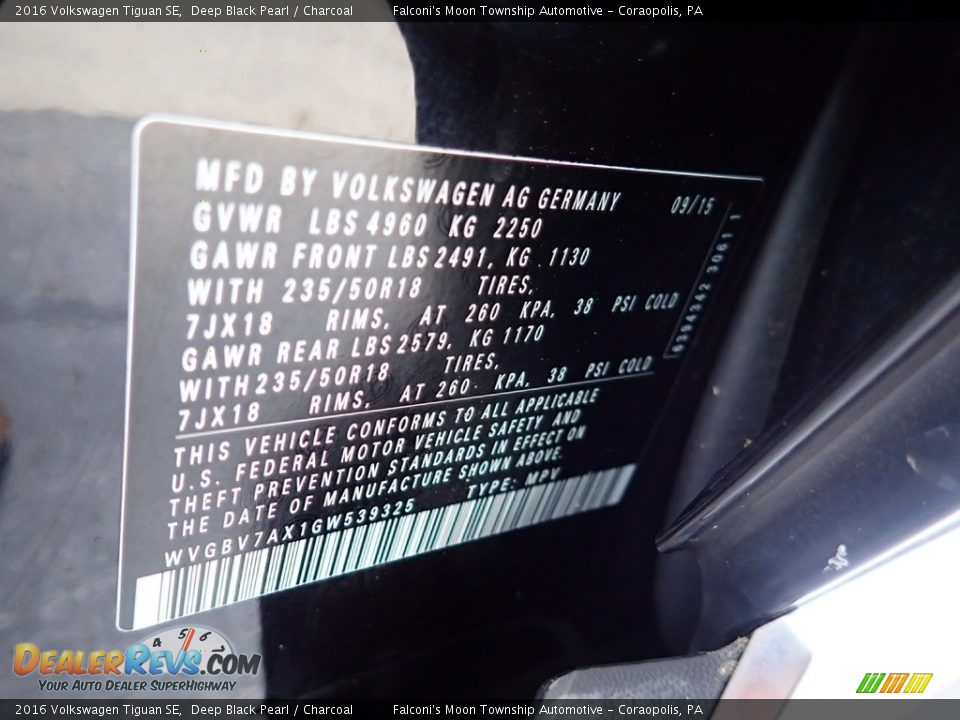 2016 Volkswagen Tiguan SE, Deep Black Pearl / Charcoal Falconi's Moon Township Automotive - Coraopolis, PA
MFD BY VOLKSWAGEN AG GERMANY 09/15
GVWR LBS 4960 KG 2250
GAWR FRONT LBS 2491, KG 1130
WITH 235/50R18 TIRES,
7JX18 RIMS, AT 260 KPA, 38 PSI COLD
GAWR REAR LBS 2579, KG 1170
WITH 235/50R18 TIRES,
7JX18 RIMS, AT 260 KPA, 38 PSI COLD
THIS VEHICLE CONFORMS TO ALL APPLICABLE
U.S. FEDERAL MOTOR VEHICLE SAFETY AND
THEFT PREVENTION STANDARDS IN EFFECT ON
THE DATE OF MANUFACTURE SHOWN ABOVE.
WVGBV7AX1GW539325 TYPE: MPV
4 5 6
DEALERREVS.COM
YOUR AUTO DEALER SUPERHIGHWAY
2016 Volkswagen Tiguan SE, Deep Black Pearl / Charcoal Falconi's Moon Township Automotive - Coraopolis, PA